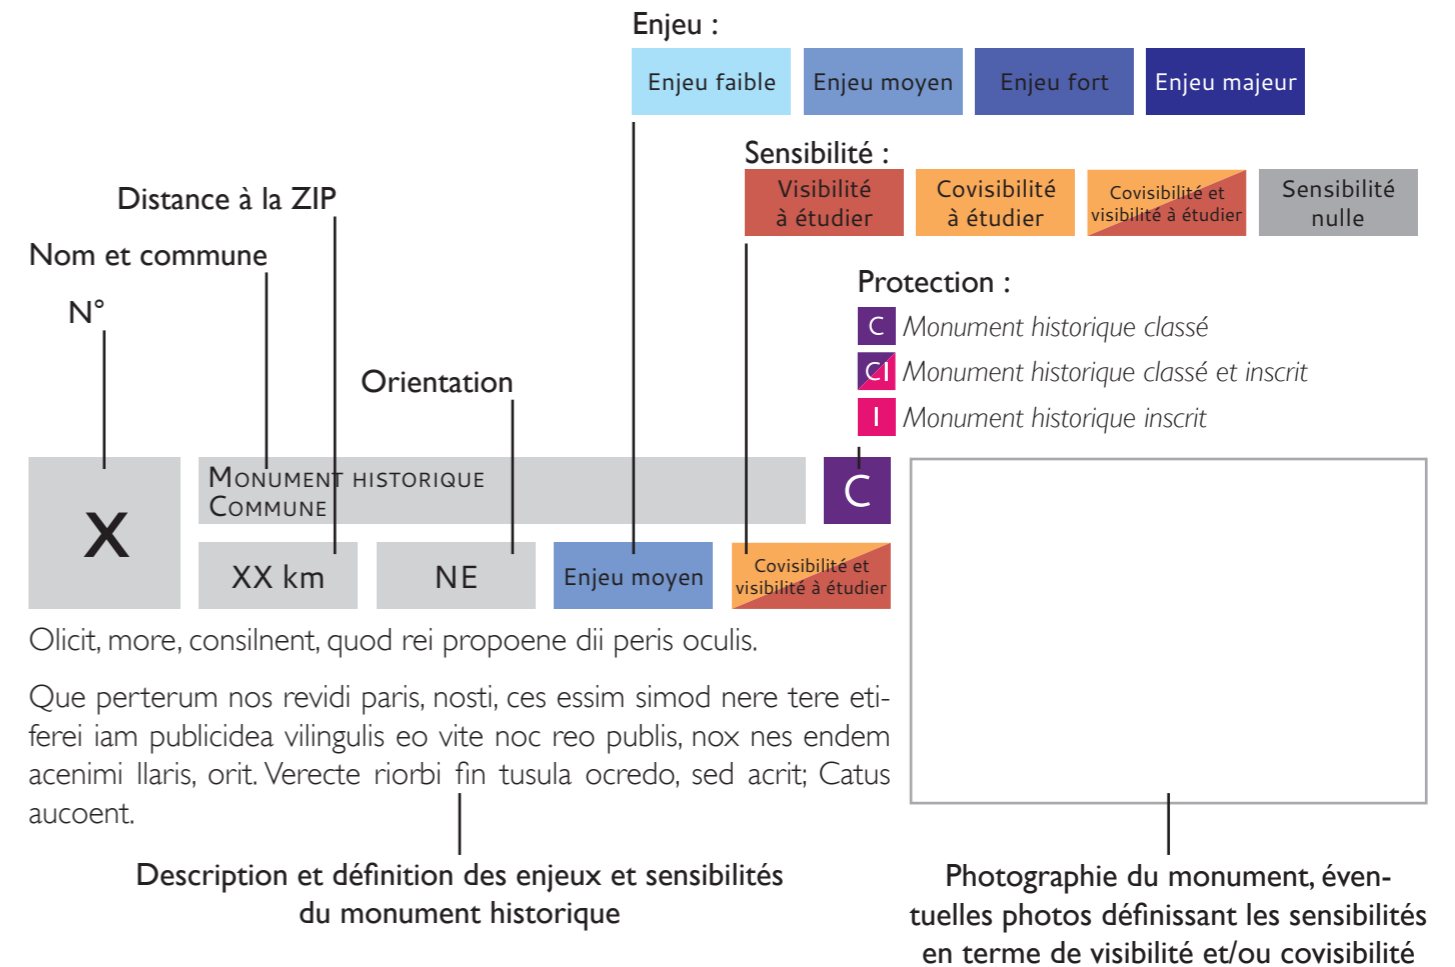 Enjeu :
Enjeu faible
Enjeu moyen
Enjeu fort
Enjeu majeur
Sensibilité :
Visibilité
à étudier
Covisibilité
à étudier
Covisibilité et
visibilité à étudier
Sensibilité
nulle
Distance à la ZIP
Nom et commune
N°
Orientation
Protection :
C Monument historique classé
CI Monument historique classé et inscrit
I Monument historique inscrit
X
MONUMENT HISTORIQUE
COMMUNE
C
XX km
NE
Enjeu moyen
Covisibilité et
visibilité à étudier
Olicit, more, consilnent, quod rei propoene dii peris oculis.
Que perterum nos revidi paris, nosti, ces essim simod nere tere eti-
ferei iam publicidea vilingulis eo vite noc reo publis, nox nes endem
acenimi llaris, orit. Verecte riorbi fin tusula ocredo, sed acrit; Catus
aucoent.
Description et définition des enjeux et sensibilités
du monument historique
Photographie du monument, éven-
tuelles photos définissant les sensibilités
en terme de visibilité et/ou covisibilité